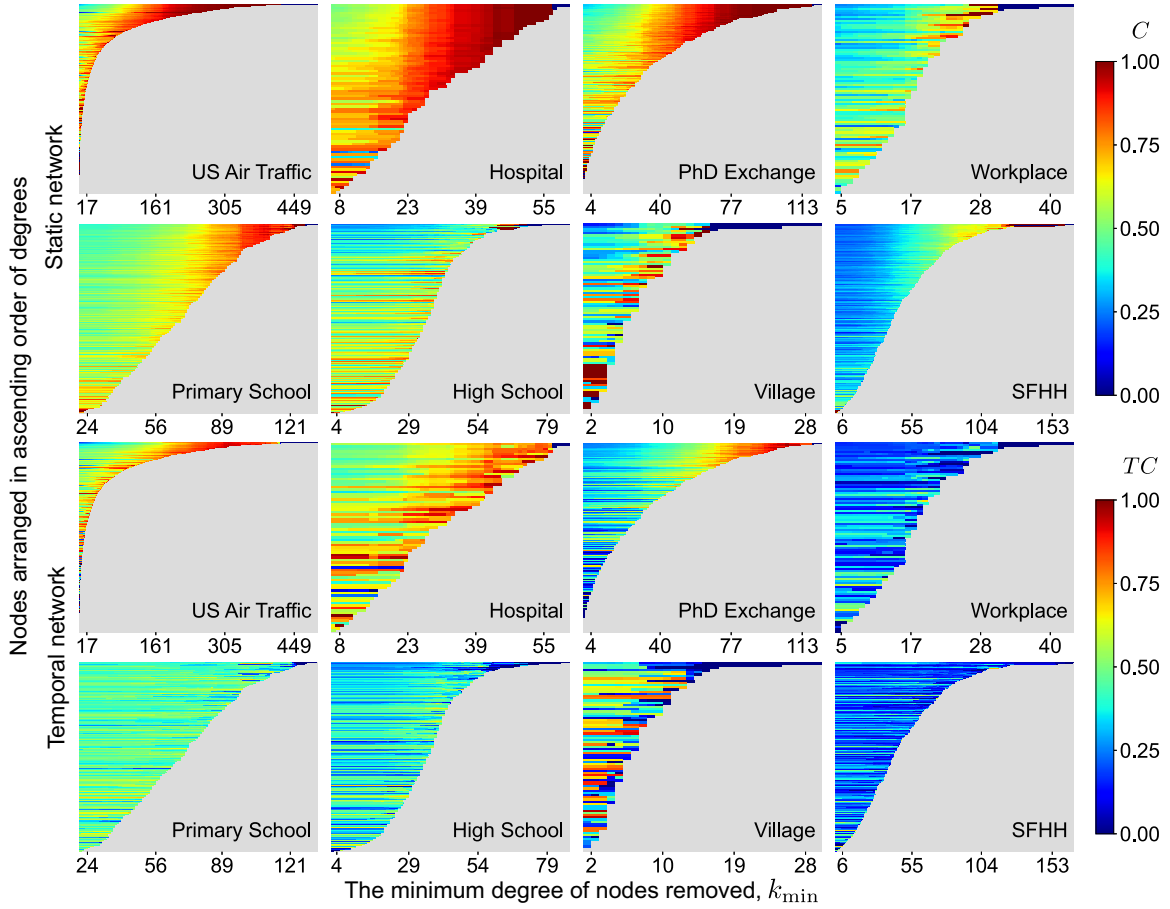 Nodes arranged in ascending order of degrees
Static network
Temporal network
US Air Traffic
17 161 305 449
Hospital
8 23 39 55
PhD Exchange
4 40 77 113
Workplace
5 17 28 40
Primary School
24 56 89 121
High School
4 29 54 79
Village
2 10 19 28
SFHH
6 55 104 153
US Air Traffic
17 161 305 449
Hospital
8 23 39 55
PhD Exchange
4 40 77 113
Workplace
5 17 28 40
Primary School
24 56 89 121
High School
4 29 54 79
Village
2 10 19 28
SFHH
6 55 104 153
The minimum degree of nodes removed, k_min
C
1.00
0.75
0.50
0.25
0.00
TC
1.00
0.75
0.50
0.25
0.00